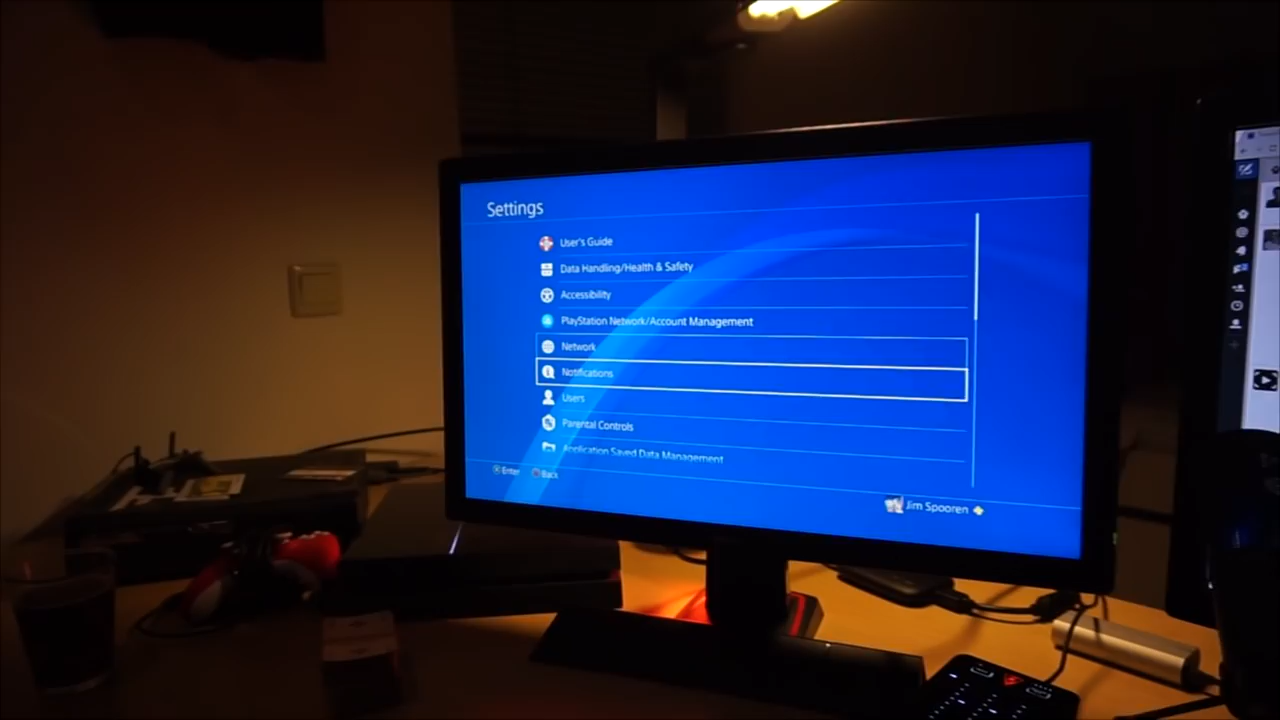 Settings
User's Guide
Data Handling/Health & Safety
Accessibility
PlayStation Network/Account Management
Network
Notifications
Users
Parental Controls
Application Saved Data Management
Enter Back
Jim Spooren